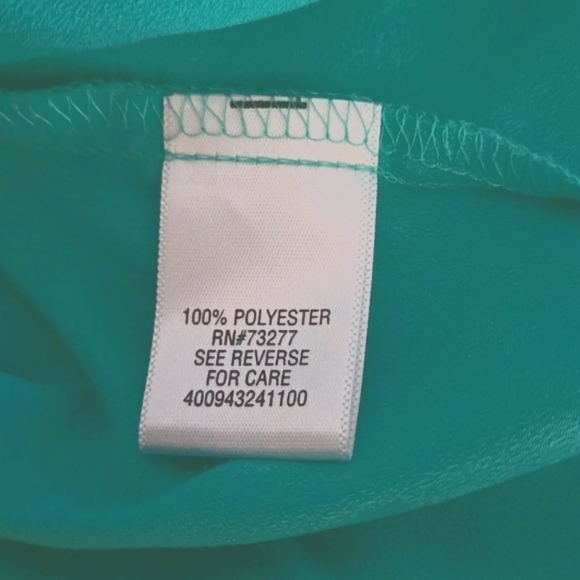 100% POLYESTER
RN#73277
SEE REVERSE
FOR CARE
400943241100